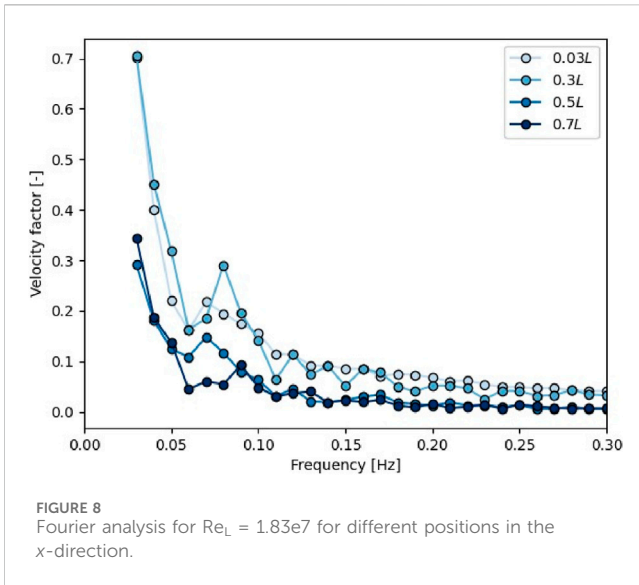 0.7
0.6
0.5
0.4
0.3
0.2
0.1
0.0
Velocity factor [-]
0.03L
0.3L
0.5L
0.7L
0.00 0.05 0.10 0.15 0.20 0.25 0.30
Frequency [Hz]
FIGURE 8
Fourier analysis for ReL = 1.83e7 for different positions in the
x-direction.